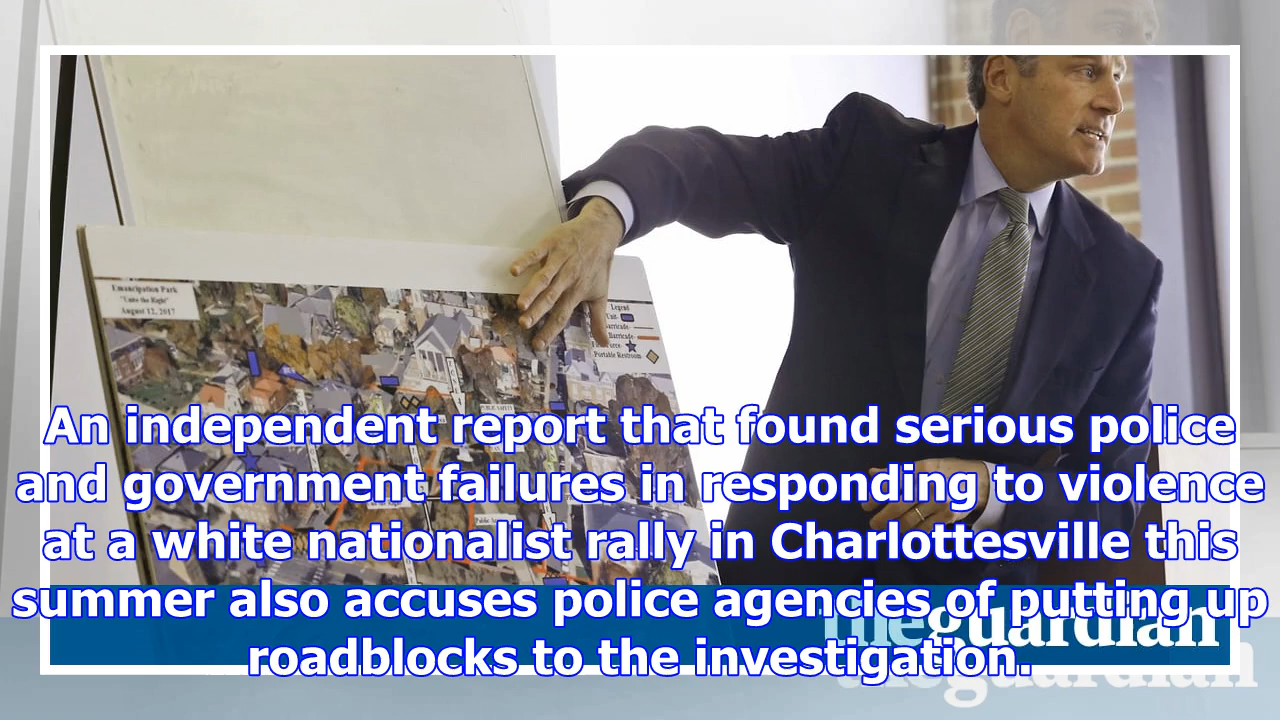 Emancipation Park
"Unite the Right"
August 12, 2017
Legend
Barricade
Portable Restroom
An independent report that found serious police
and government failures in responding to violence
at a white nationalist rally in Charlottesville this
summer also accuses police agencies of putting up
roadblocks to the investigation.
theguardian
theguardian